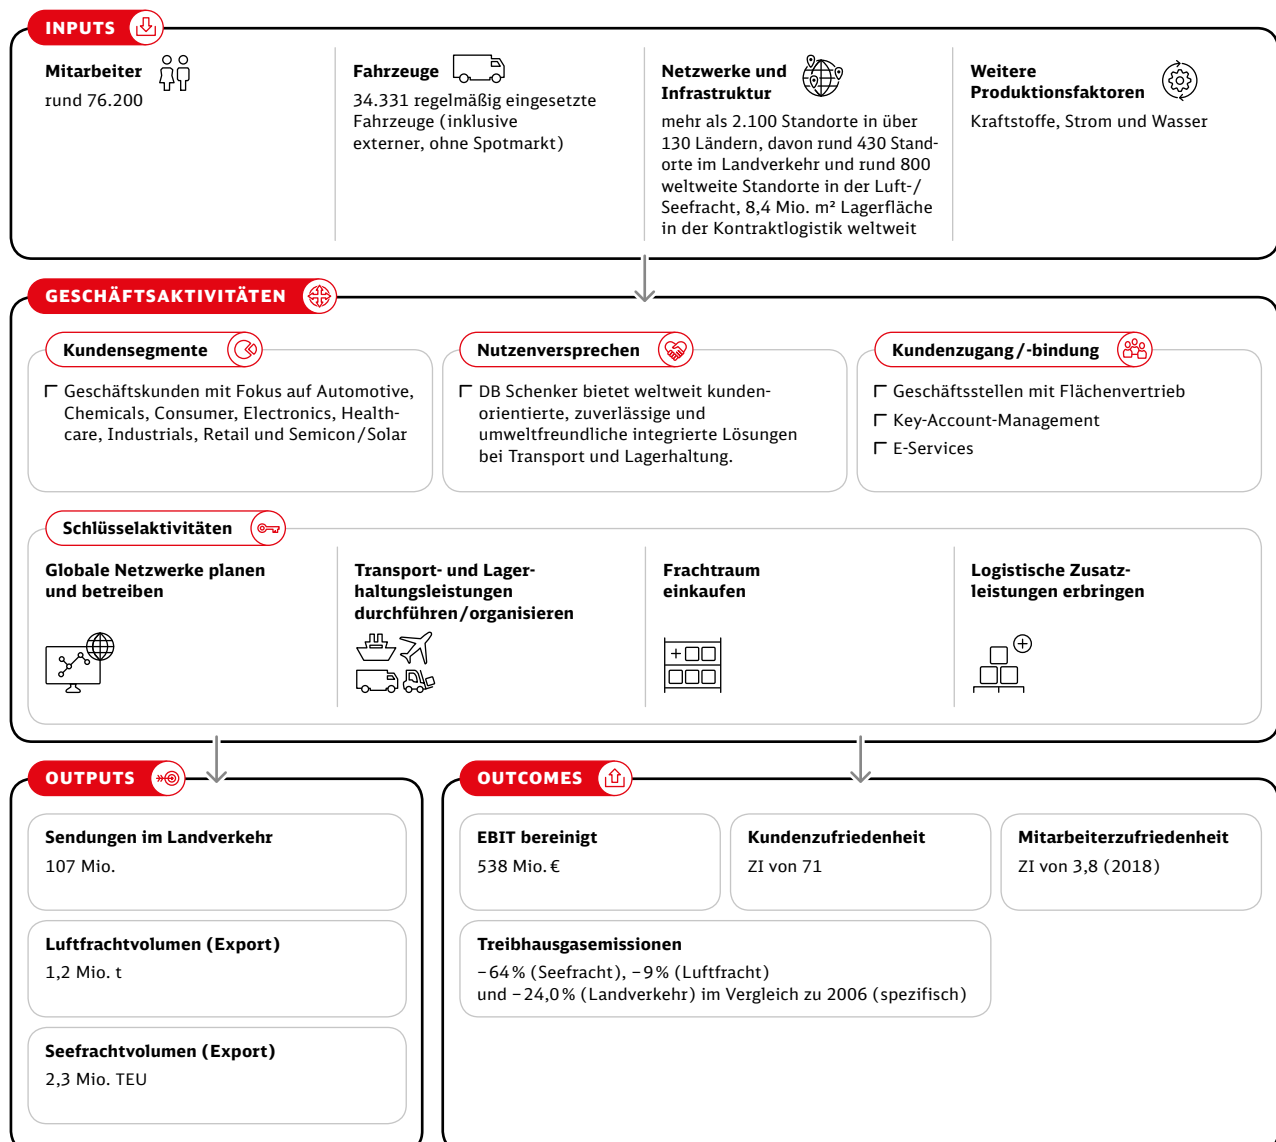 INPUTS
Mitarbeiter
rund 76.200
Fahrzeuge
34.331 regelmäßig eingesetzte
Fahrzeuge (inklusive
externer, ohne Spotmarkt)
Netzwerke und
Infrastruktur
mehr als 2.100 Standorte in über
130 Ländern, davon rund 430 Stand-
orte im Landverkehr und rund 800
weltweite Standorte in der Luft-/
Seefracht, 8,4 Mio. m² Lagerfläche
in der Kontraktlogistik weltweit
Weitere
Produktionsfaktoren
Kraftstoffe, Strom und Wasser
GESCHÄFTSAKTIVITÄTEN
Kundensegmente
Geschäftskunden mit Fokus auf Automotive,
Chemicals, Consumer, Electronics, Health-
care, Industrials, Retail und Semicon/Solar
Nutzenversprechen
DB Schenker bietet weltweit kunden-
orientierte, zuverlässige und
umweltfreundliche integrierte Lösungen
bei Transport und Lagerhaltung.
Kundenzugang/-bindung
Geschäftsstellen mit Flächenvertrieb
Key-Account-Management
E-Services
Schlüsselaktivitäten
Globale Netzwerke planen
und betreiben
Transport- und Lager-
haltungsleistungen
durchführen/organisieren
Frachtraum
einkaufen
Logistische Zusatz-
leistungen erbringen
OUTPUTS
Sendungen im Landverkehr
107 Mio.
Luftfrachtvolumen (Export)
1,2 Mio. t
Seefrachtvolumen (Export)
2,3 Mio. TEU
OUTCOMES
EBIT bereinigt
538 Mio. €
Kundenzufriedenheit
ZI von 71
Mitarbeiterzufriedenheit
ZI von 3,8 (2018)
Treibhausgasemissionen
–64% (Seefracht), –9% (Luftfracht)
und –24,0% (Landverkehr) im Vergleich zu 2006 (spezifisch)